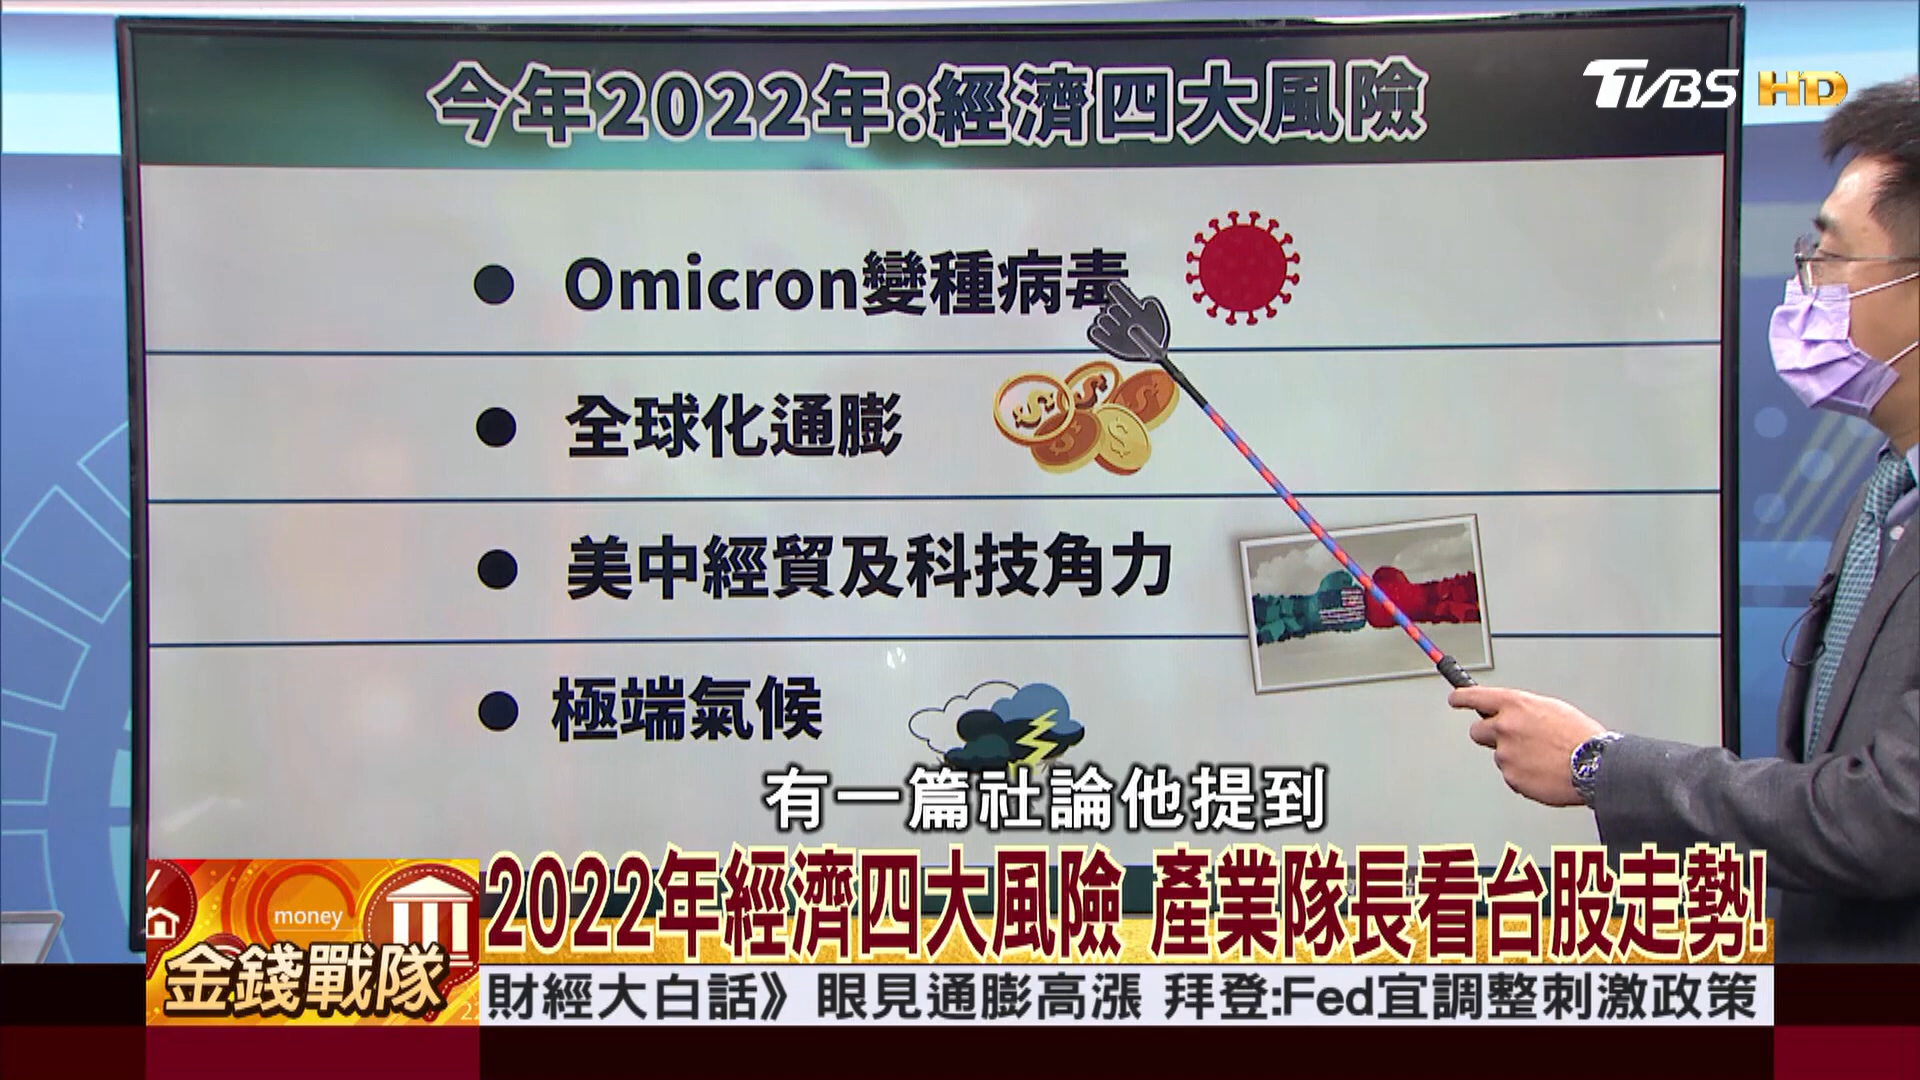 今年2022年:經濟四大風險
TVBS HD
● Omicron變種病毒
● 全球化通膨
● 美中經貿及科技角力
● 極端氣候
有一篇社論他提到
2022年經濟四大風險 產業隊長看台股走勢!
money
金錢戰隊
財經大白話》眼見通膨高漲 拜登:Fed宜調整刺激政策